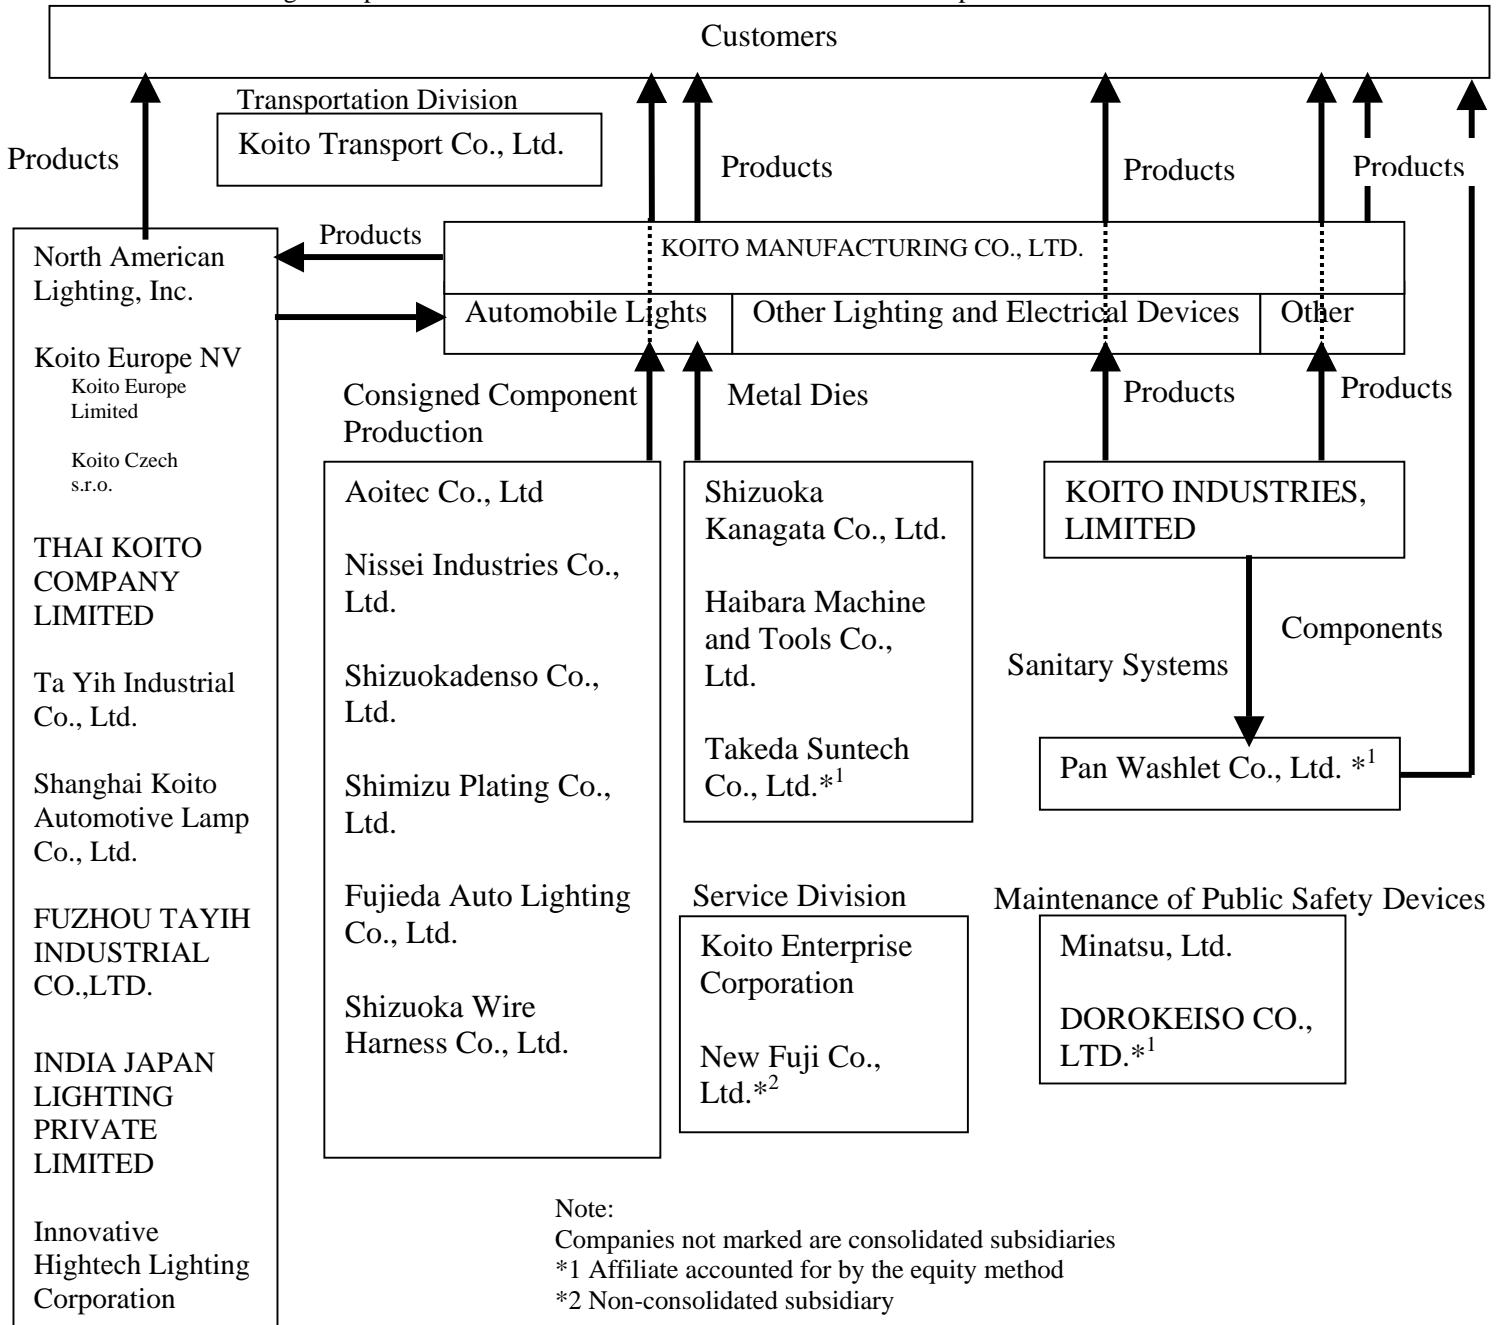 Customers
Transportation Division
Koito Transport Co., Ltd.
Products
Products
Products
Products
Products
KOITO MANUFACTURING CO., LTD.
Automobile Lights
Other Lighting and Electrical Devices
Other
North American
Lighting, Inc.
Koito Europe NV
Koito Europe
Limited
Koito Czech
s.r.o.
THAI KOITO
COMPANY
LIMITED
Ta Yih Industrial
Co., Ltd.
Shanghai Koito
Automotive Lamp
Co., Ltd.
FUZHOU TAYIH
INDUSTRIAL
CO.,LTD.
INDIA JAPAN
LIGHTING
PRIVATE
LIMITED
Innovative
Hightech Lighting
Corporation
Consigned Component
Production
Metal Dies
Products
Products
Aoitec Co., Ltd
Nissei Industries Co.,
Ltd.
Shizuokadenso Co.,
Ltd.
Shimizu Plating Co.,
Ltd.
Fujieda Auto Lighting
Co., Ltd.
Shizuoka Wire
Harness Co., Ltd.
Shizuoka
Kanagata Co., Ltd.
Haibara Machine
and Tools Co.,
Ltd.
Takeda Suntech
Co., Ltd.*1
KOITO INDUSTRIES,
LIMITED
Components
Sanitary Systems
Pan Washlet Co., Ltd. *1
Service Division
Koito Enterprise
Corporation
New Fuji Co.,
Ltd.*2
Maintenance of Public Safety Devices
Minatsu, Ltd.
DOROKEISO CO.,
LTD.*1
Note:
Companies not marked are consolidated subsidiaries
*1 Affiliate accounted for by the equity method
*2 Non-consolidated subsidiary